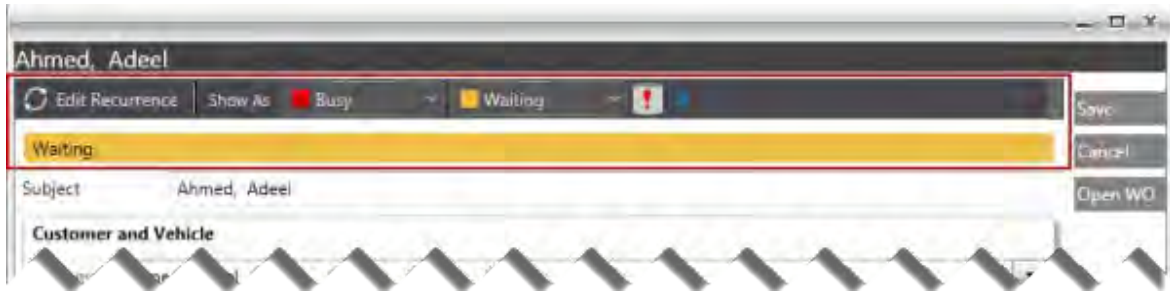 Ahmed, Adeel
Edit Recurrence Show As Busy Waiting !
Save
Waiting
Cancel
Subject Ahmed, Adeel
Open WO
Customer and Vehicle